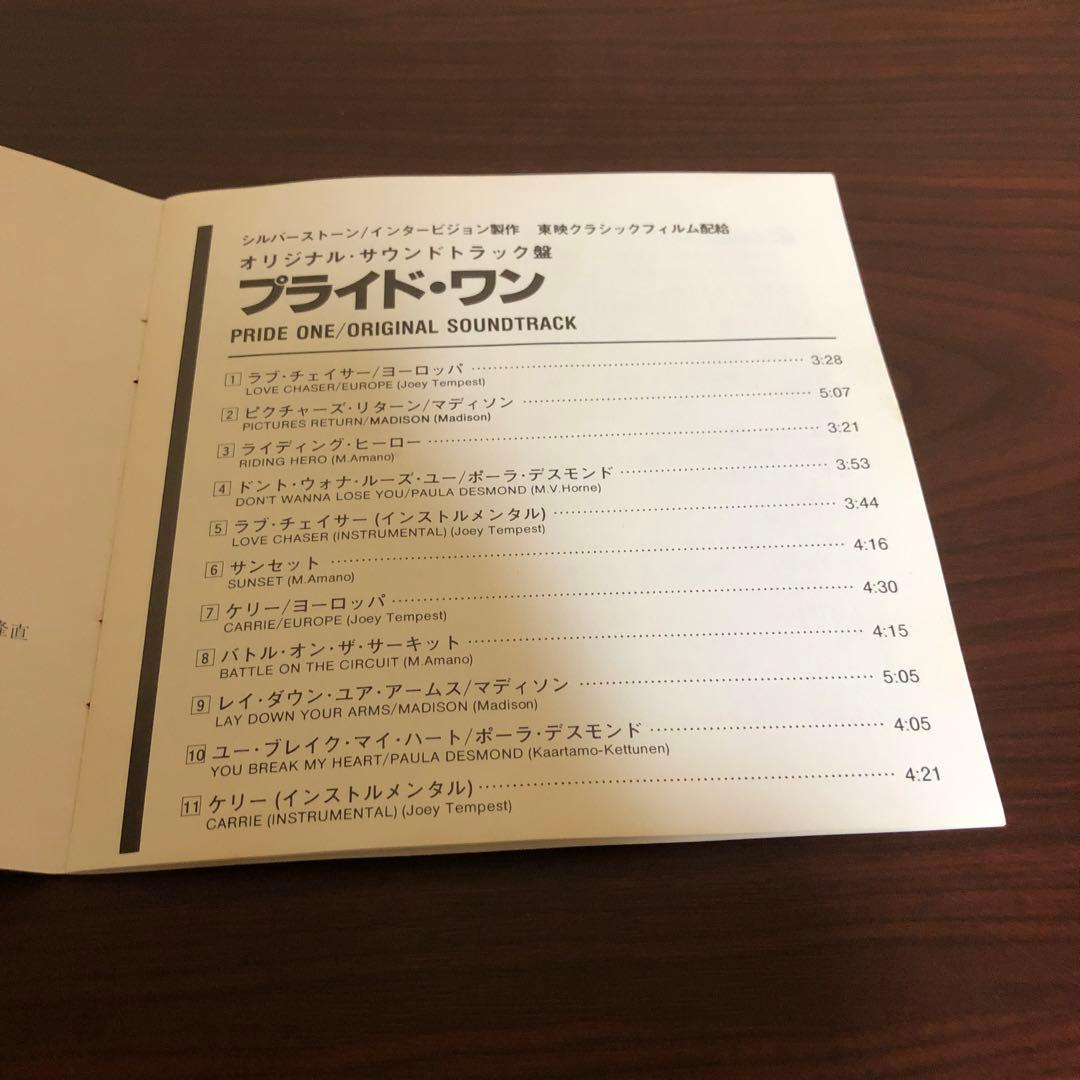 シルバーストーン/インタービジョン製作 東映クラシックフィルム配給
オリジナル・サウンドトラック盤
プライド・ワン
PRIDE ONE/ORIGINAL SOUNDTRACK
1 ラブ・チェイサー/ヨーロッパ 3:28
LOVE CHASER/EUROPE (Joey Tempest)
2 ピクチャーズ・リターン/マディソン 5:07
PICTURES RETURN/MADISON (Madison)
3 ライディング・ヒーロー 3:21
RIDING HERO (M.Amano)
4 ドント・ウォナ・ルーズ・ユー/ポーラ・デスモンド 3:53
DON'T WANNA LOSE YOU/PAULA DESMOND (M.V.Horne)
5 ラブ・チェイサー (インストルメンタル) 3:44
LOVE CHASER (INSTRUMENTAL) (Joey Tempest)
6 サンセット 4:16
SUNSET (M.Amano)
7 ケリー/ヨーロッパ 4:30
CARRIE/EUROPE (Joey Tempest)
8 バトル・オン・ザ・サーキット 4:15
BATTLE ON THE CIRCUIT (M.Amano)
9 レイ・ダウン・ユア・アームス/マディソン 5:05
LAY DOWN YOUR ARMS/MADISON (Madison)
10 ユー・ブレイク・マイ・ハート/ポーラ・デスモンド 4:05
YOU BREAK MY HEART/PAULA DESMOND (Kaartamo-Kettunen)
11 ケリー (インストルメンタル) 4:21
CARRIE (INSTRUMENTAL) (Joey Tempest)
直